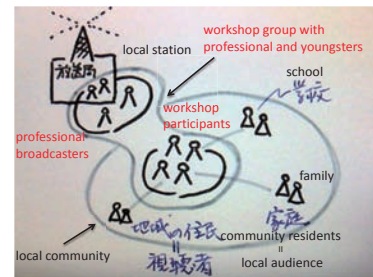 workshop group with
professional and youngsters
local station
放送局
school
学校
professional
broadcasters
workshop
participants
family
家庭
地域の住民
community residents
=
=
視聴者
local audience
local community